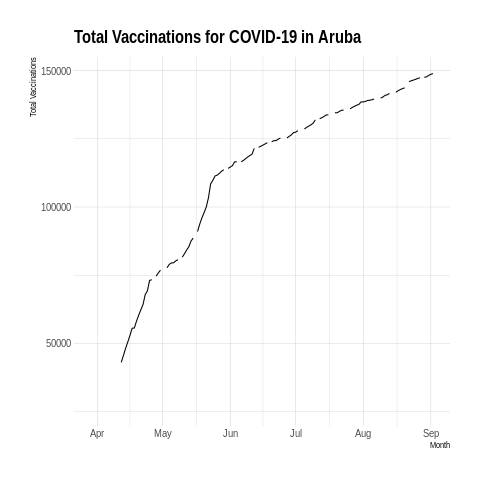 Total Vaccinations for COVID-19 in Aruba
Total Vaccinations
150000
100000
50000
Apr May Jun Jul Aug Sep
Month